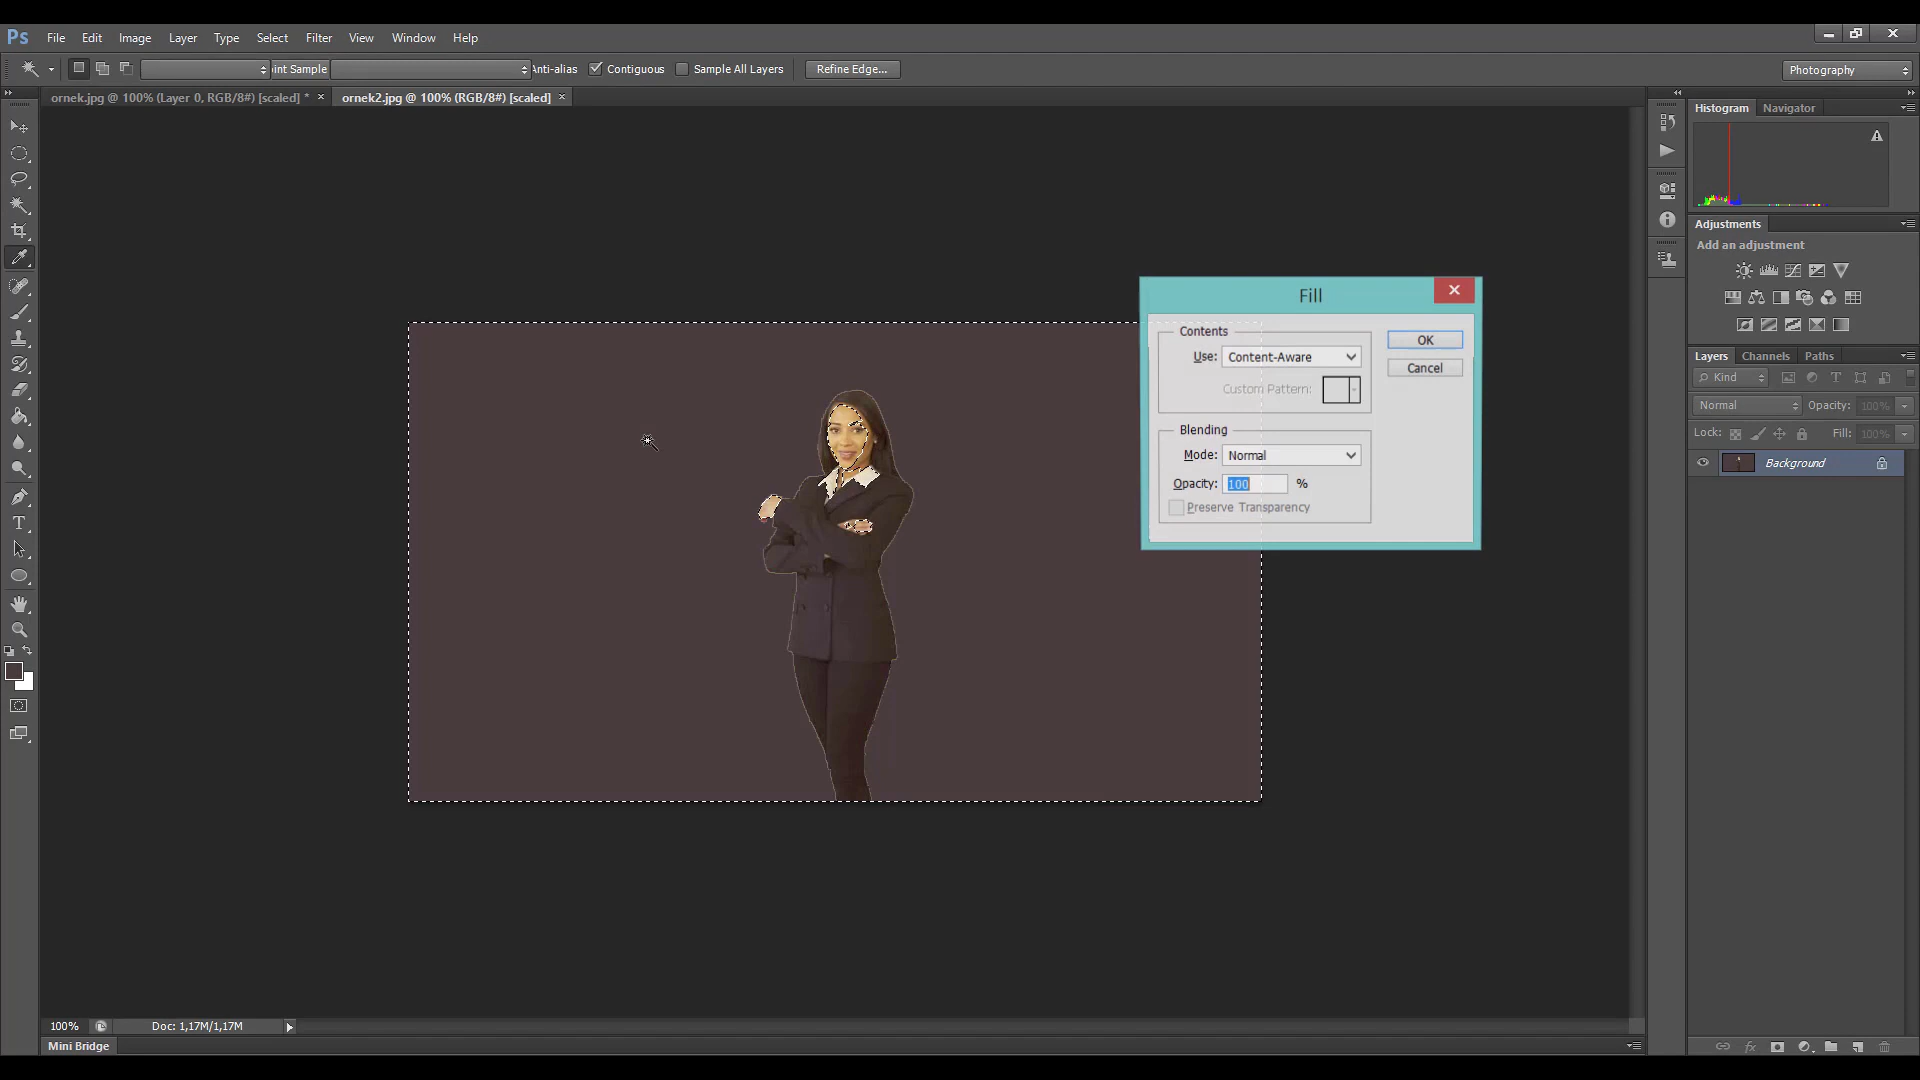 Ps File Edit Image Layer Type Select Filter View Window Help
int Sample Anti-alias Contiguous Sample All Layers Refine Edge... Photography
ornek.jpg @ 100% (Layer 0, RGB/8#) [scaled] * × ornek2.jpg @ 100% (RGB/8#) [scaled] ×
Histogram Navigator
Adjustments
Add an adjustment
Fill
Contents
Use: Content-Aware
OK
Custom Pattern:
Cancel
Blending
Mode: Normal
Opacity: 100 %
Preserve Transparency
Layers Channels Paths
Kind
Normal Opacity: 100%
Lock: Fill: 100%
Background
T
100% Doc: 1,17M/1,17M
Mini Bridge
fx